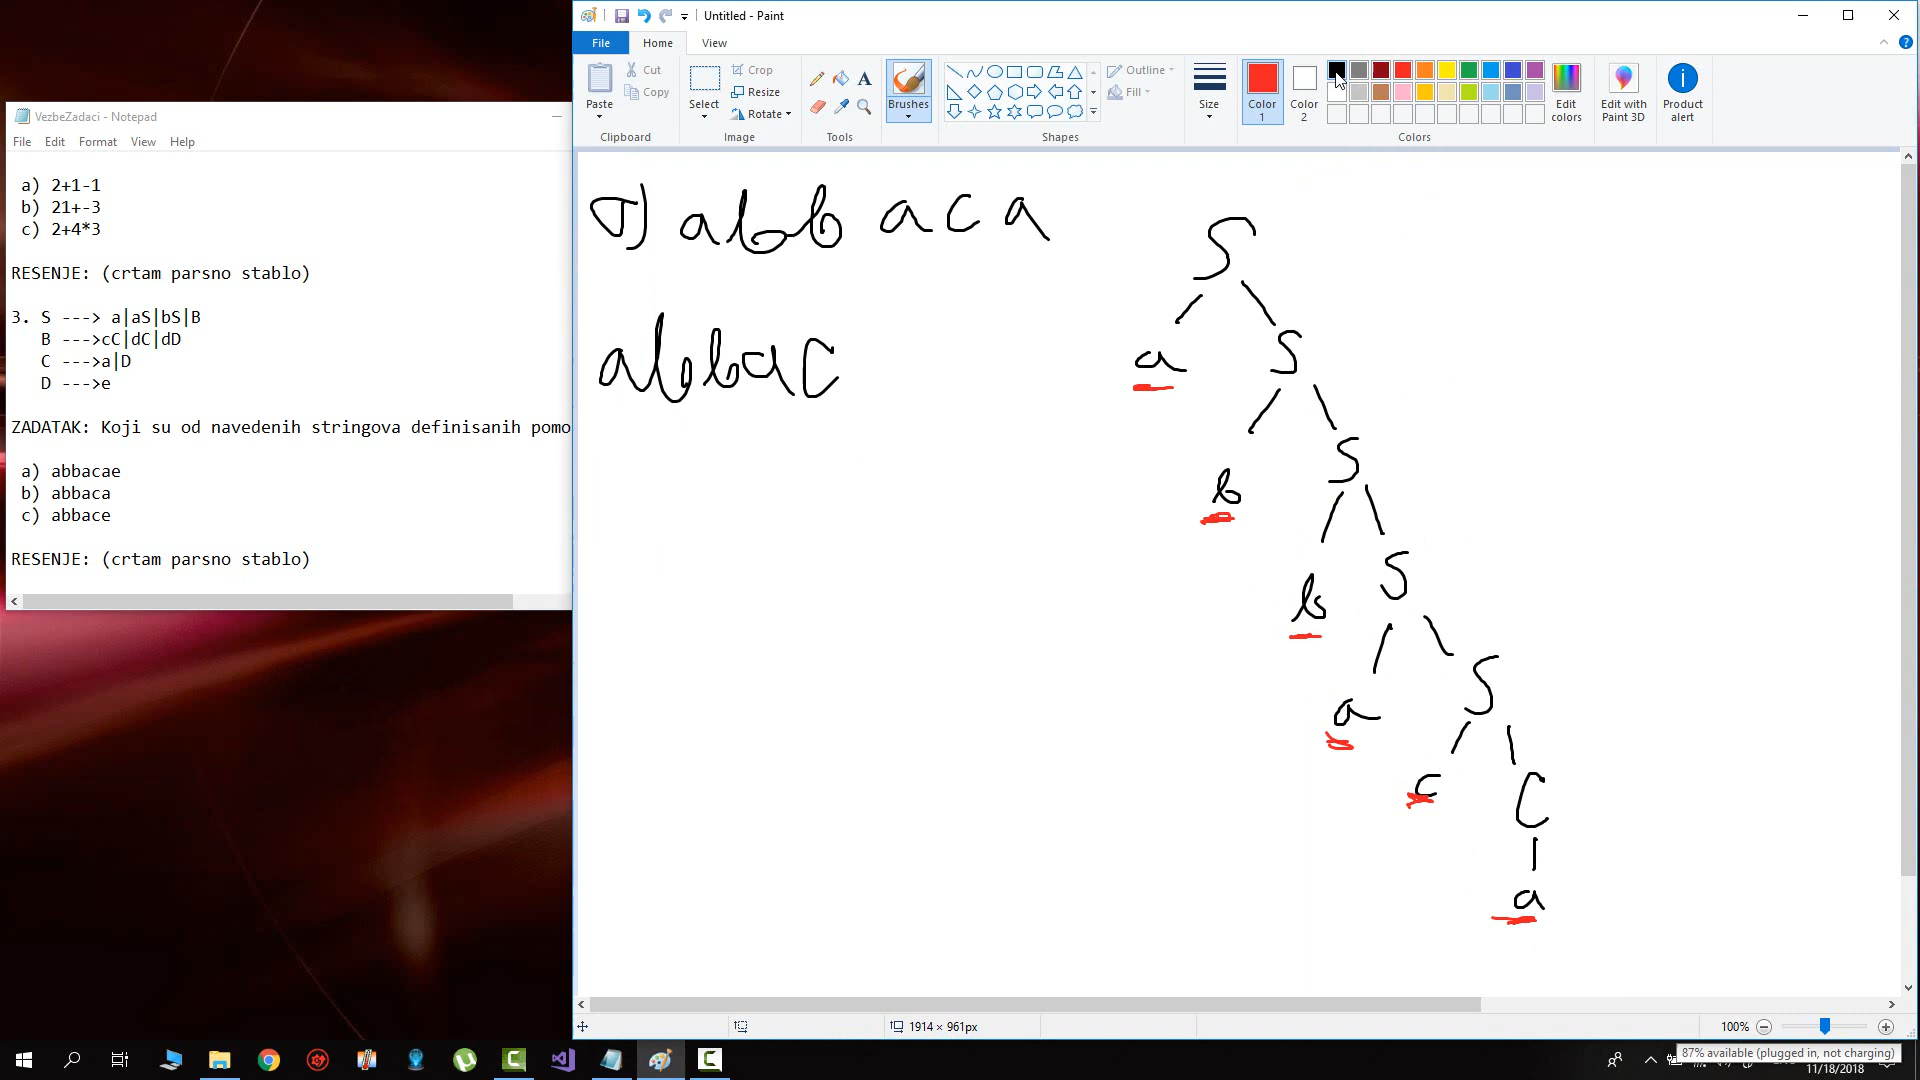 VezbeZadaci - Notepad
File Edit Format View Help
a) 2+1-1
b) 21+-3
c) 2+4*3
RESENJE: (crtam parsno stablo)
3. S ---> a|aS|bS|B
B --->cC|dC|dD
C --->a|D
D --->e
ZADATAK: Koji su od navedenih stringova definisanih pomo
a) abbacae
b) abbaca
c) abbace
RESENJE: (crtam parsno stablo)
Untitled - Paint
File Home View
Paste
Cut
Copy
Clipboard
Select
Crop
Resize
Rotate
Image
Tools
Brushes
Shapes
Outline
Fill
Size
Color 1
Color 2
Colors
Edit colors
Edit with Paint 3D
Product alert
abb aca
abbac
S
a S
b S
b S
a S
c C
a
1914 × 961px
100%
87% available (plugged in, not charging)
11/18/2018